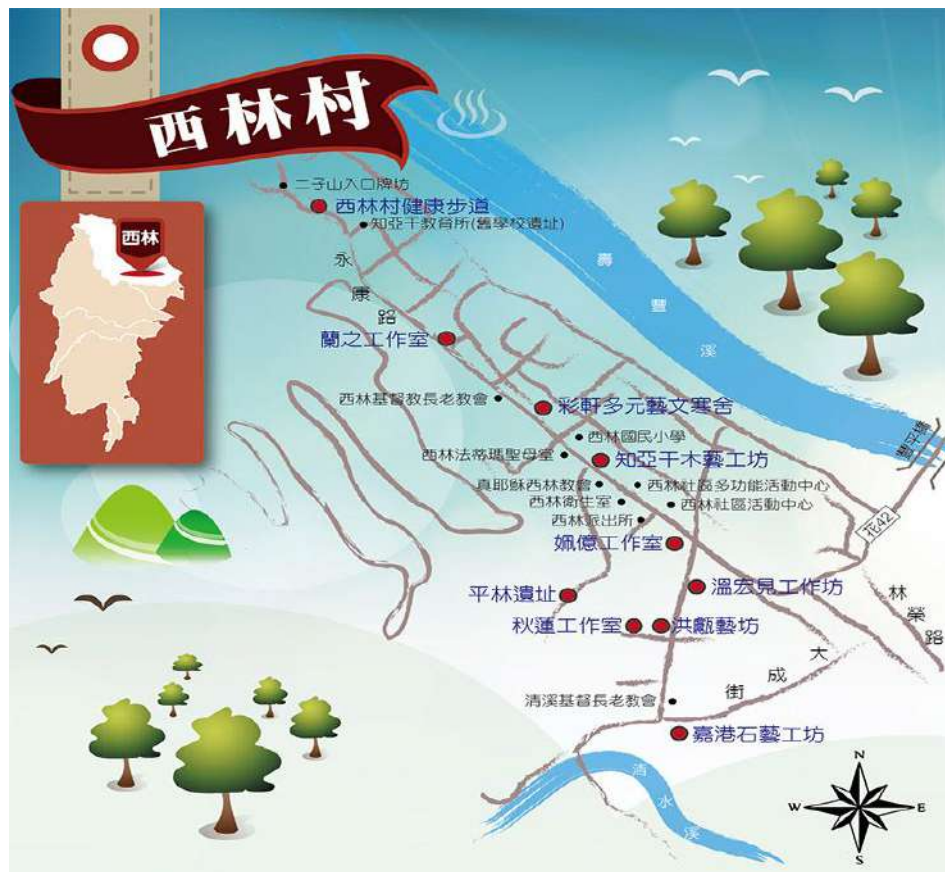 西林村
西林
二子山入口牌坊
西林村健康步道
知亞干教育所(舊學校遺址)
永康路
壽豐溪
蘭之工作室
西林基督教長老教會
彩軒多元藝文寒舍
西林國民小學
西林法蒂瑪聖母室
知亞干木藝工坊
豐平橋
真耶穌西林教會
西林社區多功能活動中心
西林衛生室
西林社區活動中心
西林派出所
花42
姵億工作室
溫宏見工作坊
平林遺址
林榮路
秋蓮工作室
洪龢藝坊
大成街
清溪基督長老教會
嘉港石藝工坊
清水溪
N
W
E
S